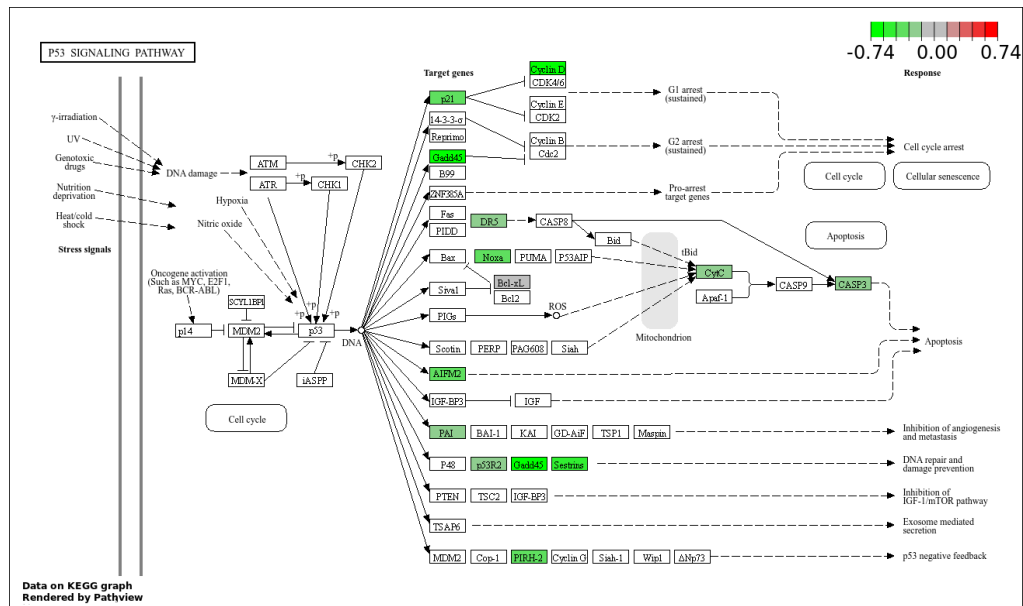 -0.74 0.00 0.74
P53 SIGNALING PATHWAY
Target genes
Response
Cyclin D
CDK4/6
p21
G1 arrest
(sustained)
Cyclin E
CDK2
14-3-3-σ
Reprimo
Cyclin B
Cdc2
G2 arrest
(sustained)
Cell cycle arrest
Gadd45
B99
ZNF385A
Pro-arrest
target genes
Cell cycle
Cellular senescence
γ-irradiation
UV
Genotoxic
drugs
Nutrition
deprivation
Heat/cold
shock
Stress signals
DNA damage
ATM
+p
CHK2
ATR
+p
CHK1
Hypoxia
Nitric oxide
Fas
PIDD
DR5
CASP8
Bid
tBid
Apoptosis
Bax
Noxa
PUMA
P53AIP
CytC
CASP9
CASP3
Apaf-1
Siva1
Bcl-xL
Bcl2
Mitochondrion
Oncogene activation
(Such as MYC, E2F1,
Ras, BCR-ABL)
SCYL1BP1
+p
+p
+p
p14
MDM2
p53
DNA
MDM-X
iASPP
Cell cycle
PIGs
ROS
Scotin
PERP
PAG608
Siah
Apoptosis
AIFM2
IGF-BP3
IGF
PAI
BAI-1
KAI
GD-AiF
TSP1
Maspin
Inhibition of angiogenesis
and metastasis
P48
p53R2
Gadd45
Sestrins
DNA repair and
damage prevention
PTEN
TSC2
IGF-BP3
Inhibition of
IGF-1/mTOR pathway
TSAP6
Exosome mediated
secretion
MDM2
Cop-1
PIRH-2
Cyclin G
Siah-1
Wip1
ΔNp73
p53 negative feedback
Data on KEGG graph
Rendered by Pathview